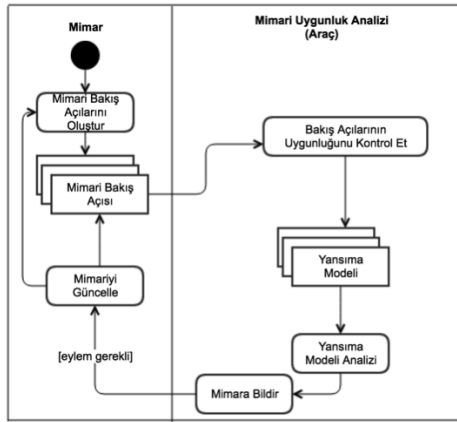 Mimar
Mimari Uygunluk Analizi
(Araç)
Mimari Bakış
Açılarını
Oluştur
Bakış Açılarının
Uygunluğunu Kontrol Et
Mimari Bakış
Açısı
Yansıma
Modeli
Mimariyi
Güncelle
[eylem gerekli]
Yansıma
Modeli Analizi
Mimara Bildir